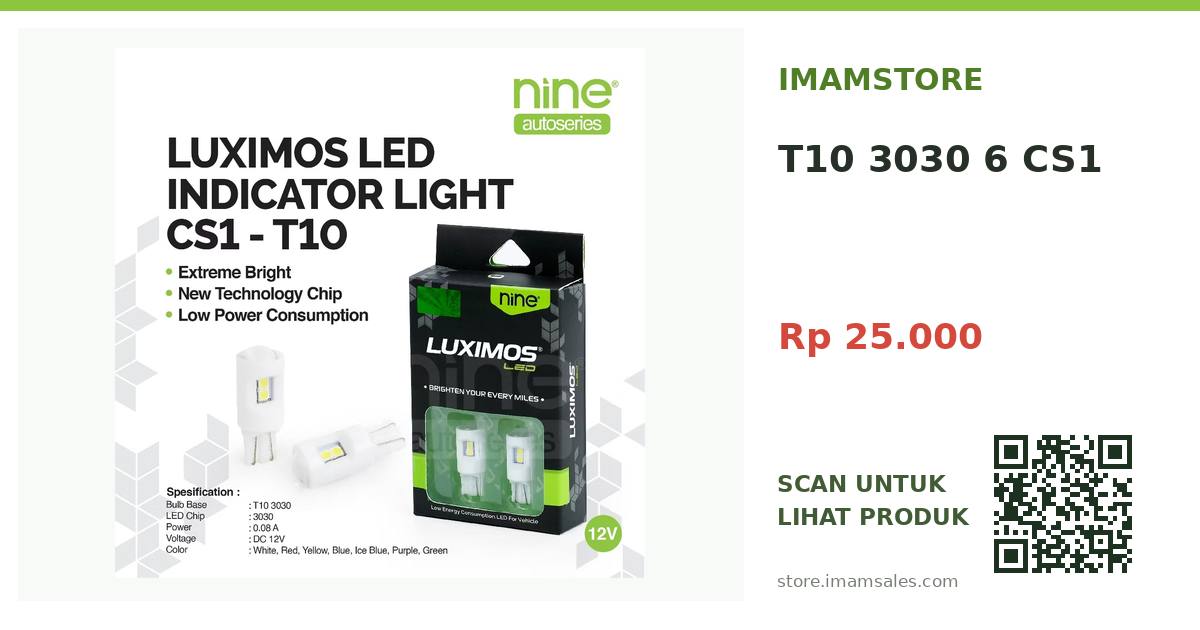 nine®
autoseries
LUXIMOS LED
INDICATOR LIGHT
CS1 - T10
• Extreme Bright
• New Technology Chip
• Low Power Consumption
nine
LUXIMOS
LED
• BRIGHTEN YOUR EVERY MILES •
LUXIMOS
Low Energy Consumption LED For Vehicle
12V
Spesification :
Bulb Base : T10 3030
LED Chip : 3030
Power : 0.08 A
Voltage : DC 12V
Color : White, Red, Yellow, Blue, Ice Blue, Purple, Green
IMAMSTORE
T10 3030 6 CS1
Rp 25.000
SCAN UNTUK
LIHAT PRODUK
store.imamsales.com